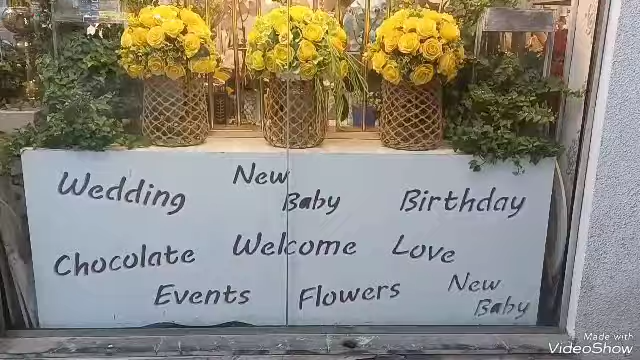 Wedding
New
Baby
Birthday
Chocolate
Welcome
Love
Events
Flowers
New
Baby
Made with
VideoShow